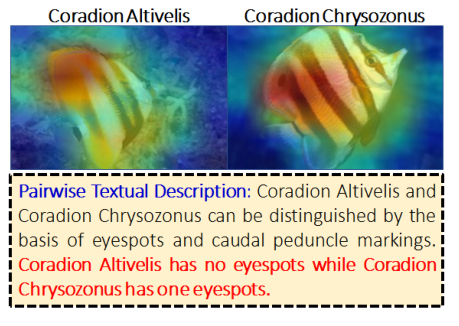 Coradion Altivelis Coradion Chrysozonus
Pairwise Textual Description: Coradion Altivelis and
Coradion Chrysozonus can be distinguished by the
basis of eyespots and caudal peduncle markings.
Coradion Altivelis has no eyespots while Coradion
Chrysozonus has one eyespots.